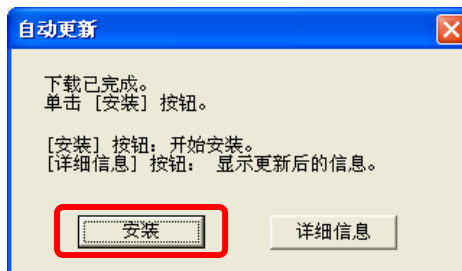 自动更新
下载已完成。
单击 [安装] 按钮。
[安装] 按钮：开始安装。
[详细信息] 按钮： 显示更新后的信息。
安装
详细信息